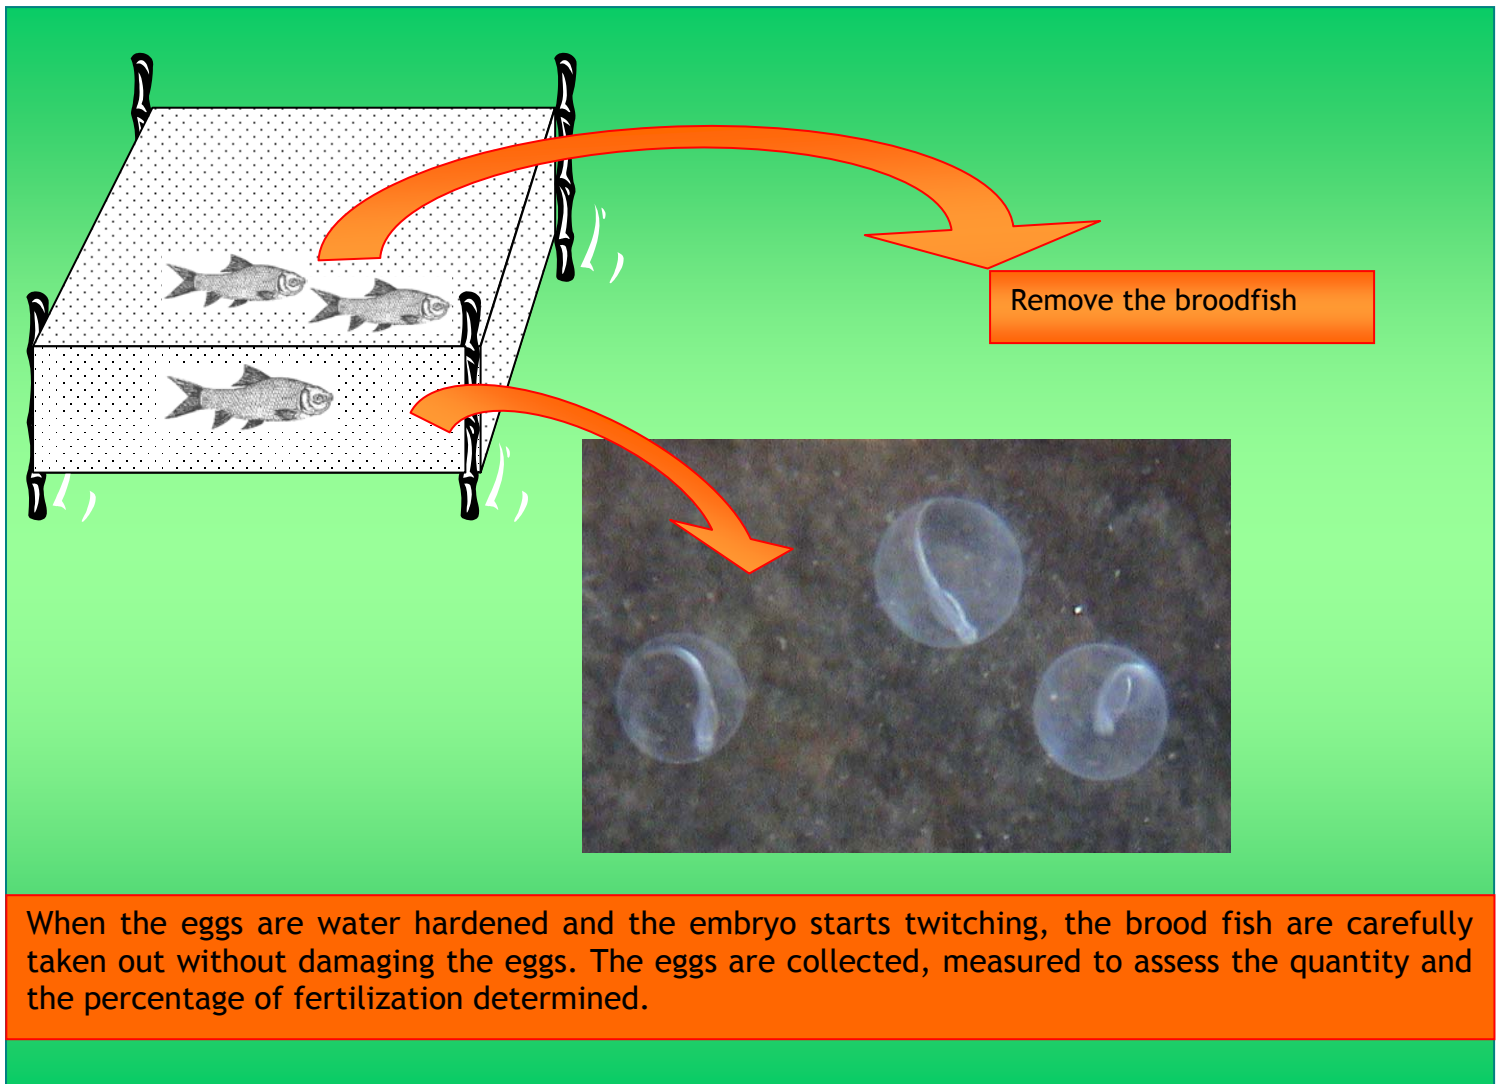 Remove the broodfish
When the eggs are water hardened and the embryo starts twitching, the brood fish are carefully
taken out without damaging the eggs. The eggs are collected, measured to assess the quantity and
the percentage of fertilization determined.